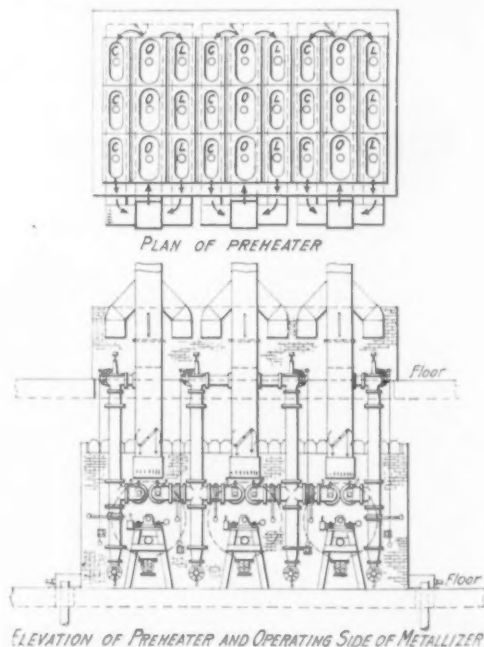 C O L C O L C O L
C O L C O L C O L
C O L C O L C O L
PLAN OF PREHEATER
Floor
Floor
ELEVATION OF PREHEATER AND OPERATING SIDE OF METALLIZER